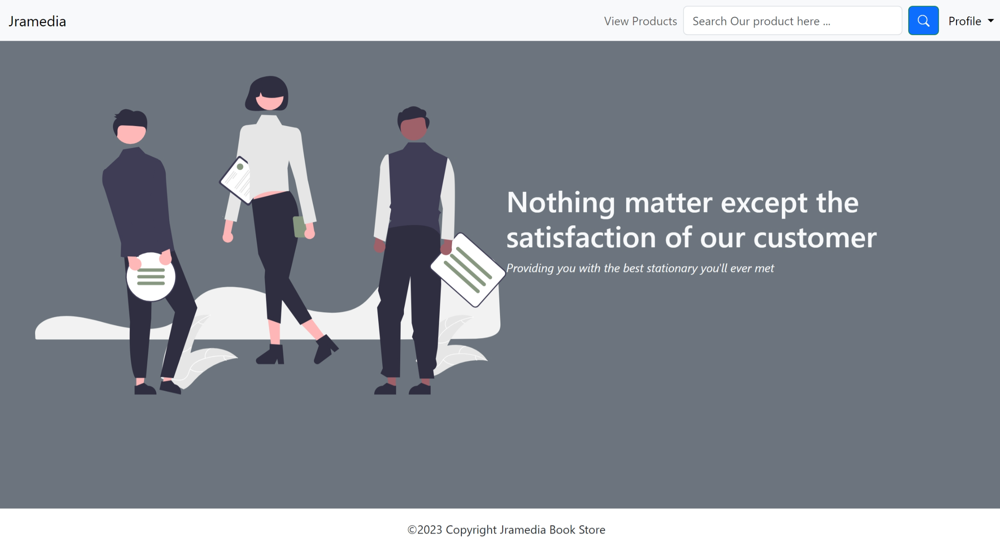 Jramedia
View Products
Search Our product here ...
Profile
Nothing matter except the
satisfaction of our customer
Providing you with the best stationary you'll ever met
©2023 Copyright Jramedia Book Store